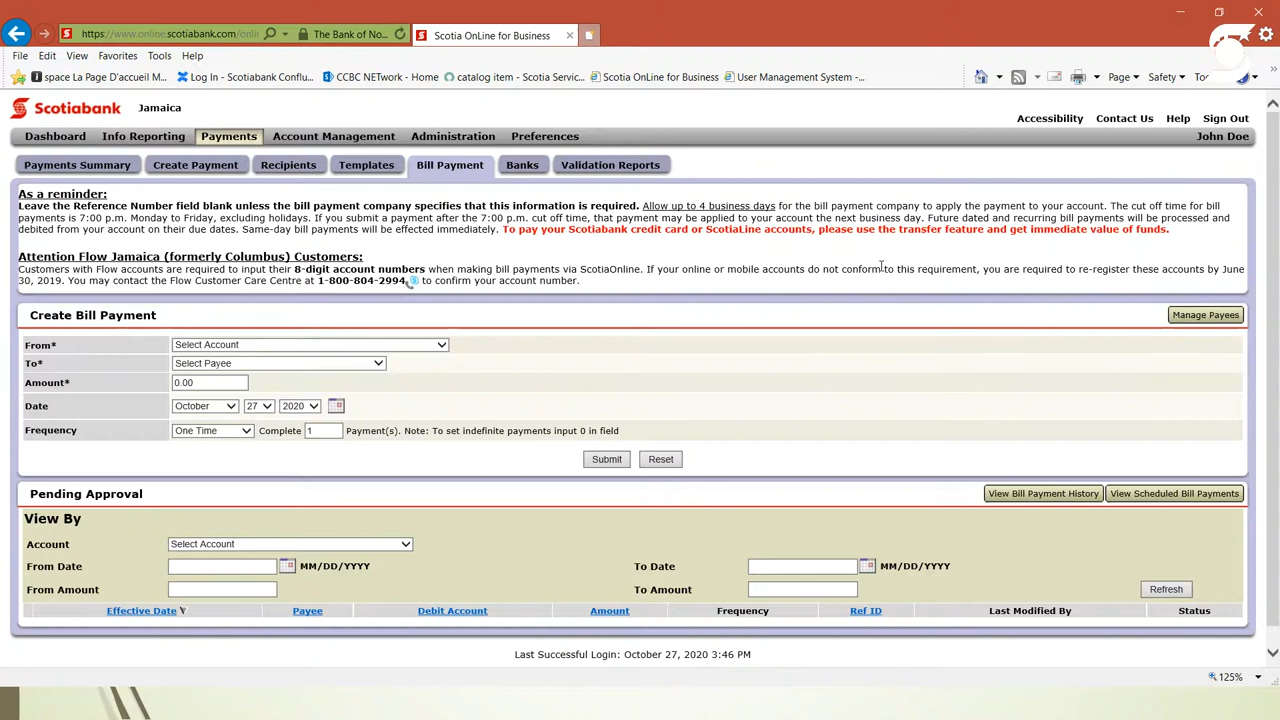 https://www.online.scotiabank.com/onli
The Bank of No...
Scotia OnLine for Business
File Edit View Favorites Tools Help
space La Page D'accueil M...
Log In - Scotiabank Conflu...
CCBC NETwork - Home
catalog item - Scotia Servic...
Scotia OnLine for Business
User Management System -...
Page Safety
Scotiabank Jamaica
Accessibility Contact Us Help Sign Out
Dashboard Info Reporting Payments Account Management Administration Preferences John Doe
Payments Summary Create Payment Recipients Templates Bill Payment Banks Validation Reports
As a reminder:
Leave the Reference Number field blank unless the bill payment company specifies that this information is required. Allow up to 4 business days for the bill payment company to apply the payment to your account. The cut off time for bill
payments is 7:00 p.m. Monday to Friday, excluding holidays. If you submit a payment after the 7:00 p.m. cut off time, that payment may be applied to your account the next business day. Future dated and recurring bill payments will be processed and
debited from your account on their due dates. Same-day bill payments will be effected immediately. To pay your Scotiabank credit card or ScotiaLine accounts, please use the transfer feature and get immediate value of funds.
Attention Flow Jamaica (formerly Columbus) Customers:
Customers with Flow accounts are required to input their 8-digit account numbers when making bill payments via ScotiaOnline. If your online or mobile accounts do not conform to this requirement, you are required to re-register these accounts by June
30, 2019. You may contact the Flow Customer Care Centre at 1-800-804-2994 to confirm your account number.
Create Bill Payment Manage Payees
From* Select Account
To* Select Payee
Amount* 0.00
Date October 27 2020
Frequency One Time Complete 1 Payment(s). Note: To set indefinite payments input 0 in field
Submit Reset
Pending Approval View Bill Payment History View Scheduled Bill Payments
View By
Account Select Account
From Date MM/DD/YYYY To Date MM/DD/YYYY
From Amount To Amount Refresh
Effective Date Payee Debit Account Amount Frequency Ref ID Last Modified By Status
Last Successful Login: October 27, 2020 3:46 PM
125%